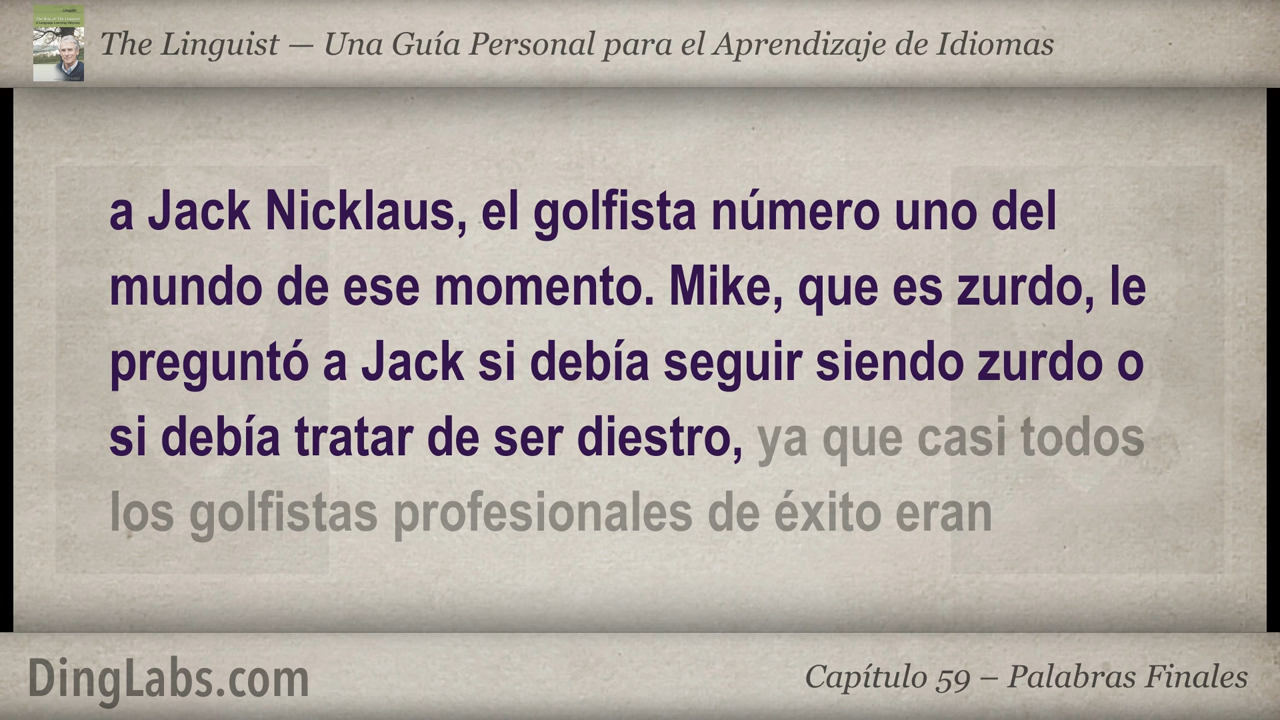 The Linguist — Una Guía Personal para el Aprendizaje de Idiomas
a Jack Nicklaus, el golfista número uno del
mundo de ese momento. Mike, que es zurdo, le
preguntó a Jack si debía seguir siendo zurdo o
si debía tratar de ser diestro, ya que casi todos
los golfistas profesionales de éxito eran
DingLabs.com
Capítulo 59 – Palabras Finales